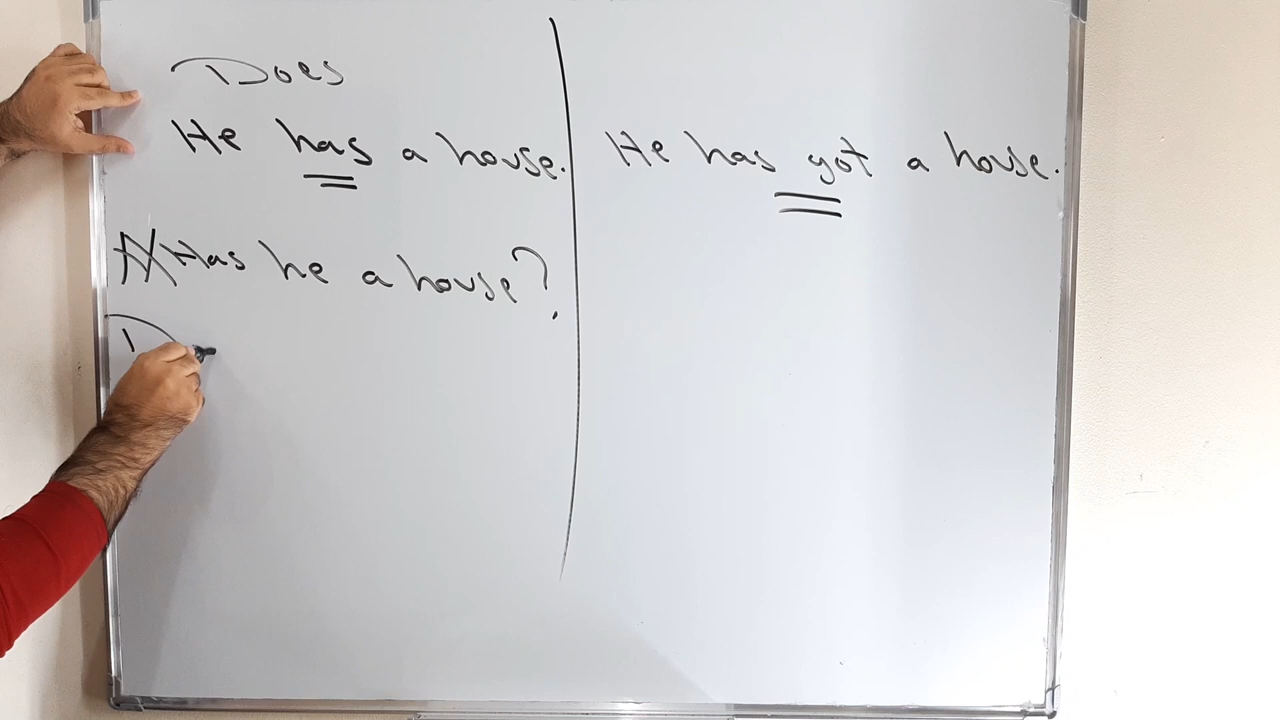 Does
He has a house.
Has he a house?
D
He has got a house.